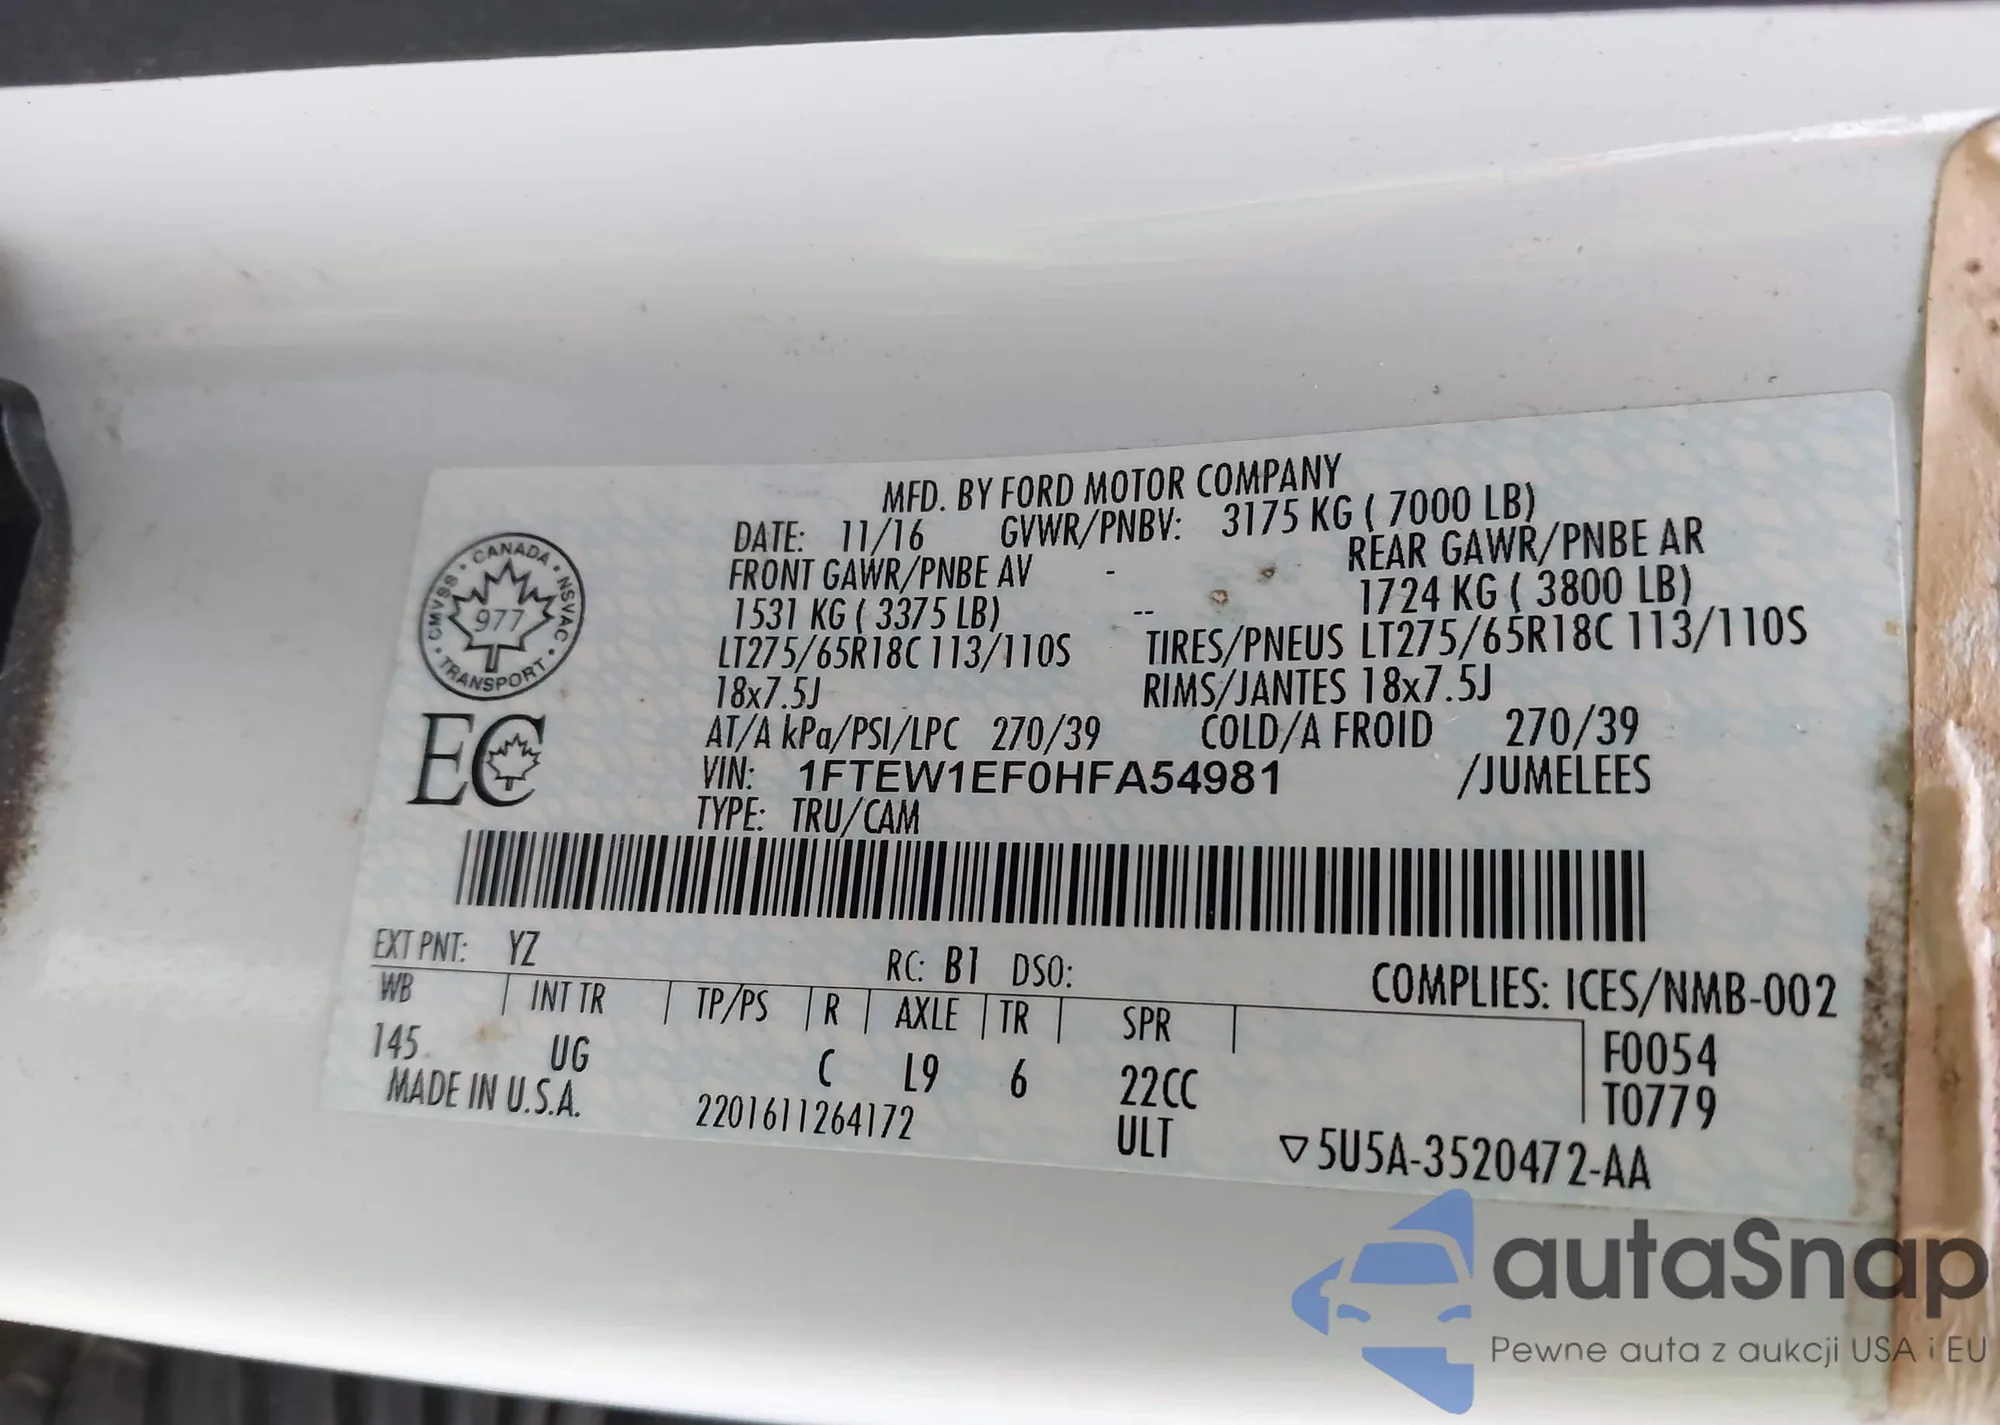 MFD. BY FORD MOTOR COMPANY
DATE: 11/16 GVWR/PNBV: 3175 KG ( 7000 LB)
FRONT GAWR/PNBE AV - REAR GAWR/PNBE AR
1531 KG ( 3375 LB) -- 1724 KG ( 3800 LB)
LT275/65R18C 113/110S TIRES/PNEUS LT275/65R18C 113/110S
18x7.5J RIMS/JANTES 18x7.5J
AT/A kPa/PSI/LPC 270/39 COLD/A FROID 270/39
VIN: 1FTEW1EF0HFA54981 /JUMELEES
TYPE: TRU/CAM
CANADA
CMVSS • NSVAC
977
TRANSPORT
EC
EXT PNT: YZ RC: B1 DSO: COMPLIES: ICES/NMB-002
WB INT TR TP/PS R AXLE TR SPR
145 UG C L9 6 22CC F0054
T0779
MADE IN U.S.A. 2201611264172 ULT ▽5U5A-3520472-AA
autaSnap
Pewne auta z aukcji USA i EU